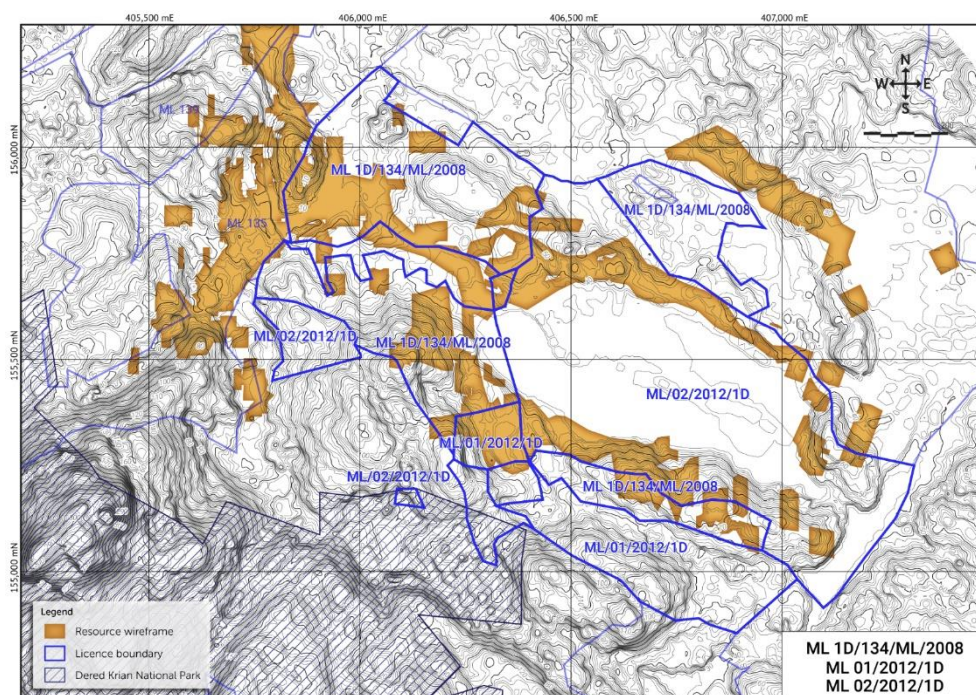 405,500 mE
406,000 mE
406,500 mE
407,000 mE
156,000 mN
155,500 mN
155,000 mN
N
W E
S
ML 1D/134/ML/2008
ML 135
ML 1D/134/ML/2008
ML/02/2012/1D
ML 1D/134/ML/2008
ML/02/2012/1D
ML/01/2012/1D
ML/02/2012/1D
ML 1D/134/ML/2008
ML/01/2012/1D
Legend
Resource wireframe
Licence boundary
Dered Krian National Park
ML 1D/134/ML/2008
ML 01/2012/1D
ML 02/2012/1D